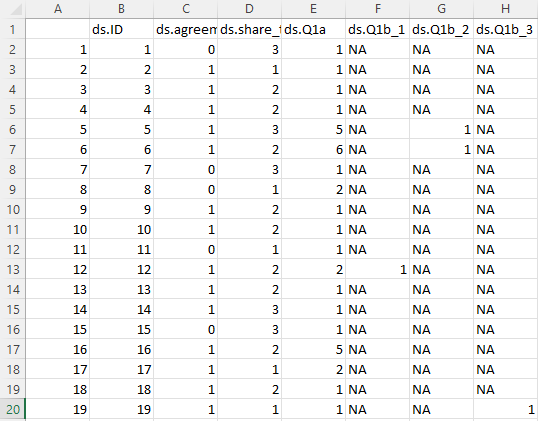 A B C D E F G H
1 ds.ID ds.agreem ds.share_t ds.Q1a ds.Q1b_1 ds.Q1b_2 ds.Q1b_3
2 1 1 0 3 1 NA NA NA
3 2 2 1 1 1 NA NA NA
4 3 3 1 2 1 NA NA NA
5 4 4 1 2 1 NA NA NA
6 5 5 1 3 5 NA 1 NA
7 6 6 1 2 6 NA 1 NA
8 7 7 0 3 1 NA NA NA
9 8 8 0 1 2 NA NA NA
10 9 9 1 2 1 NA NA NA
11 10 10 1 2 1 NA NA NA
12 11 11 0 1 1 NA NA NA
13 12 12 1 2 2 1 NA NA
14 13 13 1 2 1 NA NA NA
15 14 14 1 3 1 NA NA NA
16 15 15 0 3 1 NA NA NA
17 16 16 1 2 5 NA NA NA
18 17 17 1 1 2 NA NA NA
19 18 18 1 2 1 NA NA NA
20 19 19 1 1 1 NA NA 1